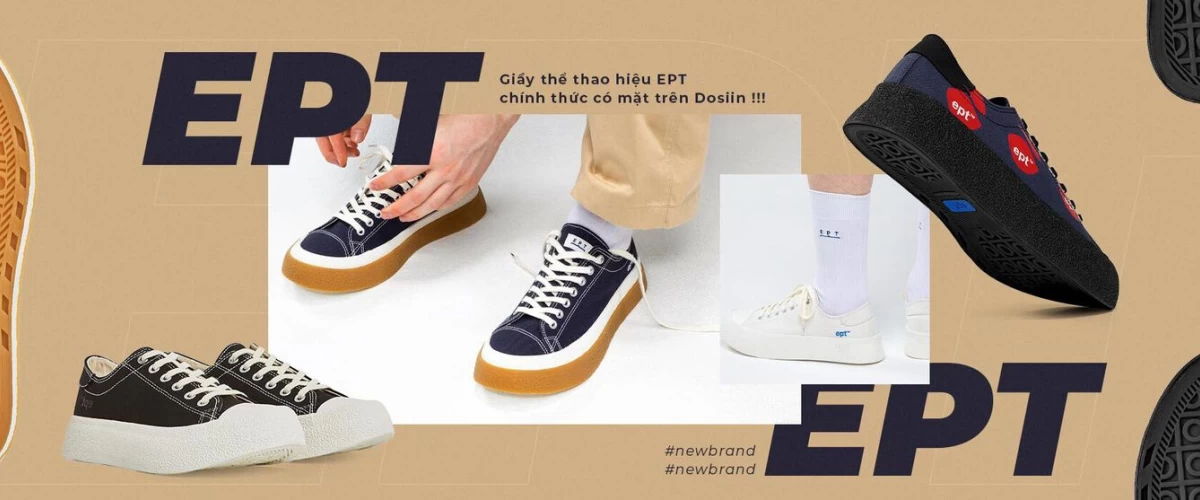 EPT
Giầy thể thao hiệu EPT
chính thức có mặt trên Dosiin !!!
ept
ept
EPT
EPT
ept
#newbrand
#newbrand
EPT